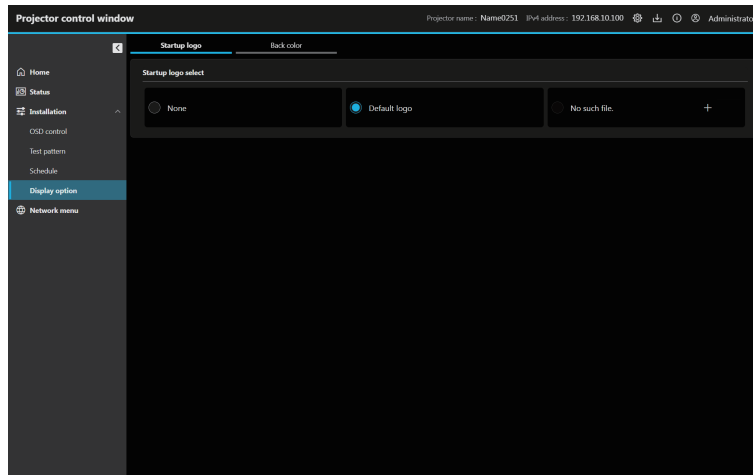 Projector control window
Projector name : Name0251 IPv4 address : 192.168.10.100 Administrato
Startup logo
Back color
Home
Status
Installation
OSD control
Test pattern
Schedule
Display option
Network menu
Startup logo select
None
Default logo
No such file.